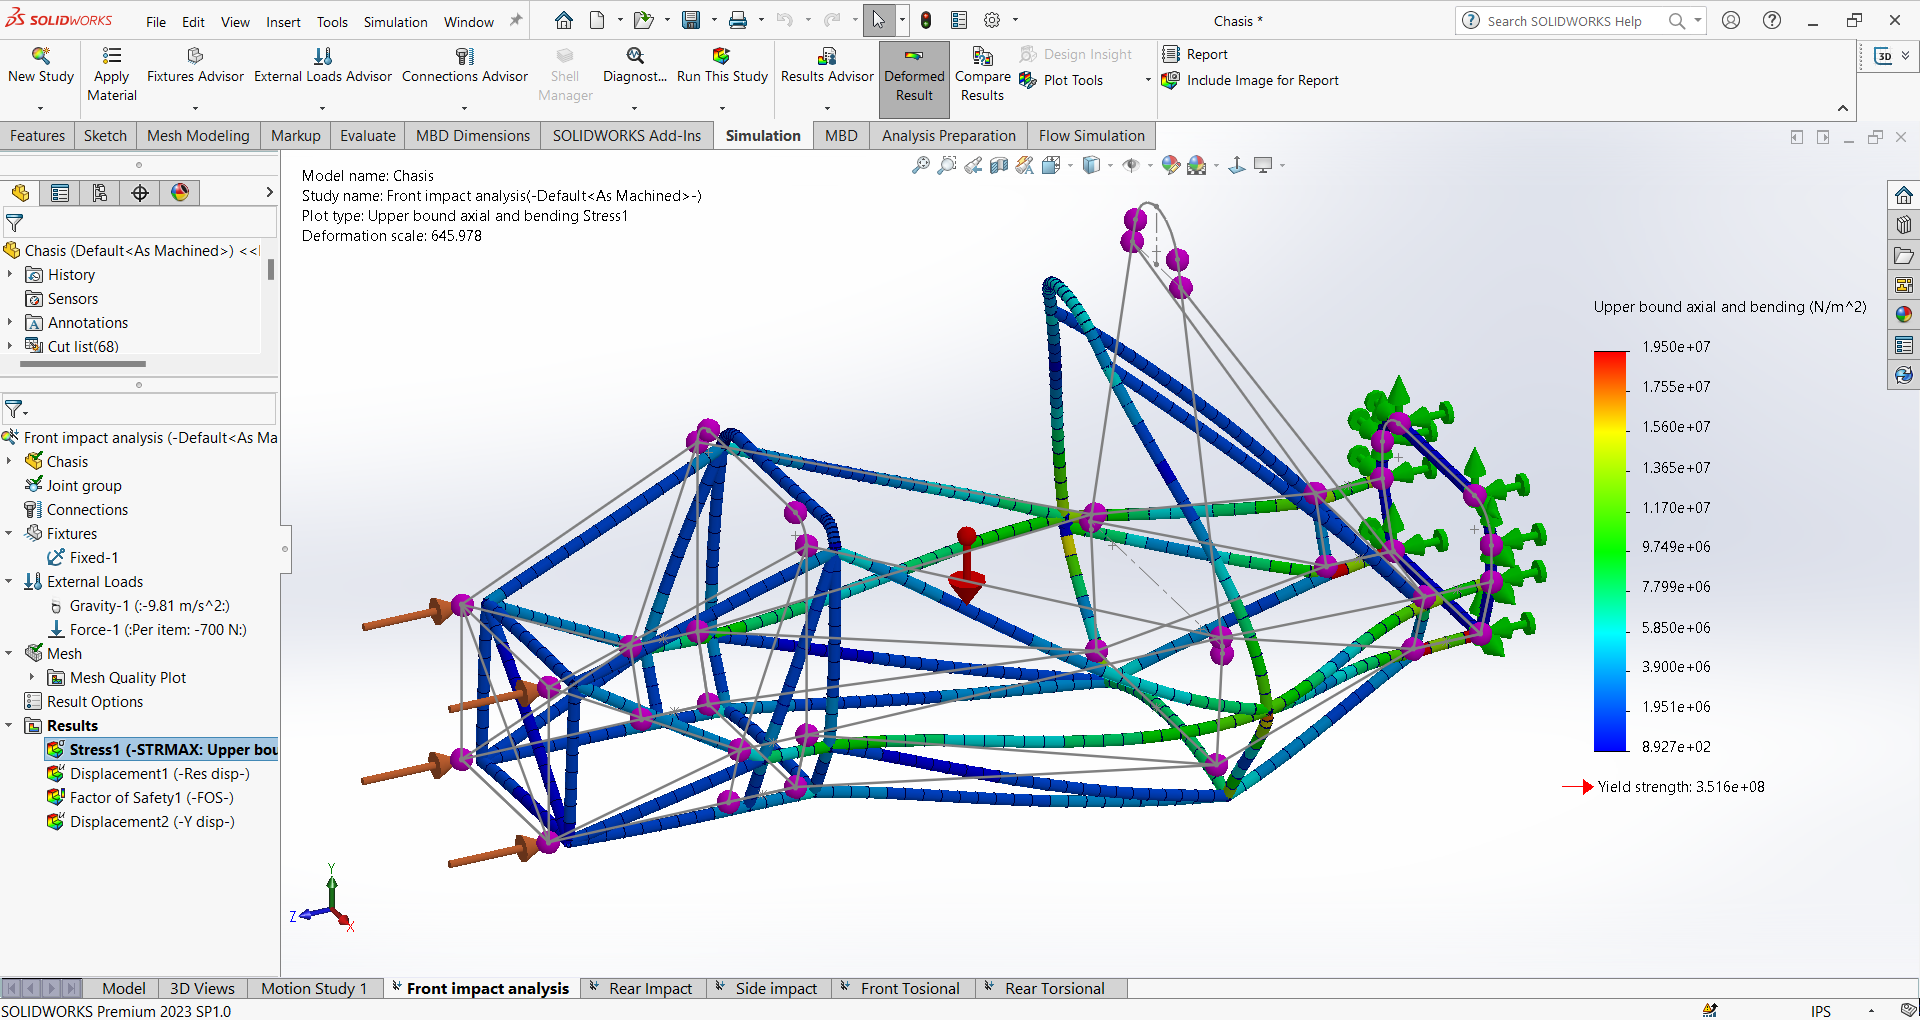 SOLIDWORKS
File Edit View Insert Tools Simulation Window
Chasis *
Search SOLIDWORKS Help
New Study
Apply Material
Fixtures Advisor
External Loads Advisor
Connections Advisor
Shell Manager
Diagnost...
Run This Study
Results Advisor
Deformed Result
Compare Results
Design Insight
Plot Tools
Report
Include Image for Report
3D
Features Sketch Mesh Modeling Markup Evaluate MBD Dimensions SOLIDWORKS Add-Ins Simulation MBD Analysis Preparation Flow Simulation
Chasis (Default<As Machined>) <<
History
Sensors
Annotations
Cut list(68)
Front impact analysis (-Default<As Ma
Chasis
Joint group
Connections
Fixtures
Fixed-1
External Loads
Gravity-1 (:-9.81 m/s^2:)
Force-1 (:Per item: -700 N:)
Mesh
Mesh Quality Plot
Result Options
Results
Stress1 (-STRMAX: Upper bou
Displacement1 (-Res disp-)
Factor of Safety1 (-FOS-)
Displacement2 (-Y disp-)
Model name: Chasis
Study name: Front impact analysis(-Default<As Machined>-)
Plot type: Upper bound axial and bending Stress1
Deformation scale: 645.978
Upper bound axial and bending (N/m^2)
1.950e+07
1.755e+07
1.560e+07
1.365e+07
1.170e+07
9.749e+06
7.799e+06
5.850e+06
3.900e+06
1.951e+06
8.927e+02
Yield strength: 3.516e+08
Y
Z
X
Model 3D Views Motion Study 1 Front impact analysis Rear Impact Side impact Front Tosional Rear Torsional
SOLIDWORKS Premium 2023 SP1.0
IPS